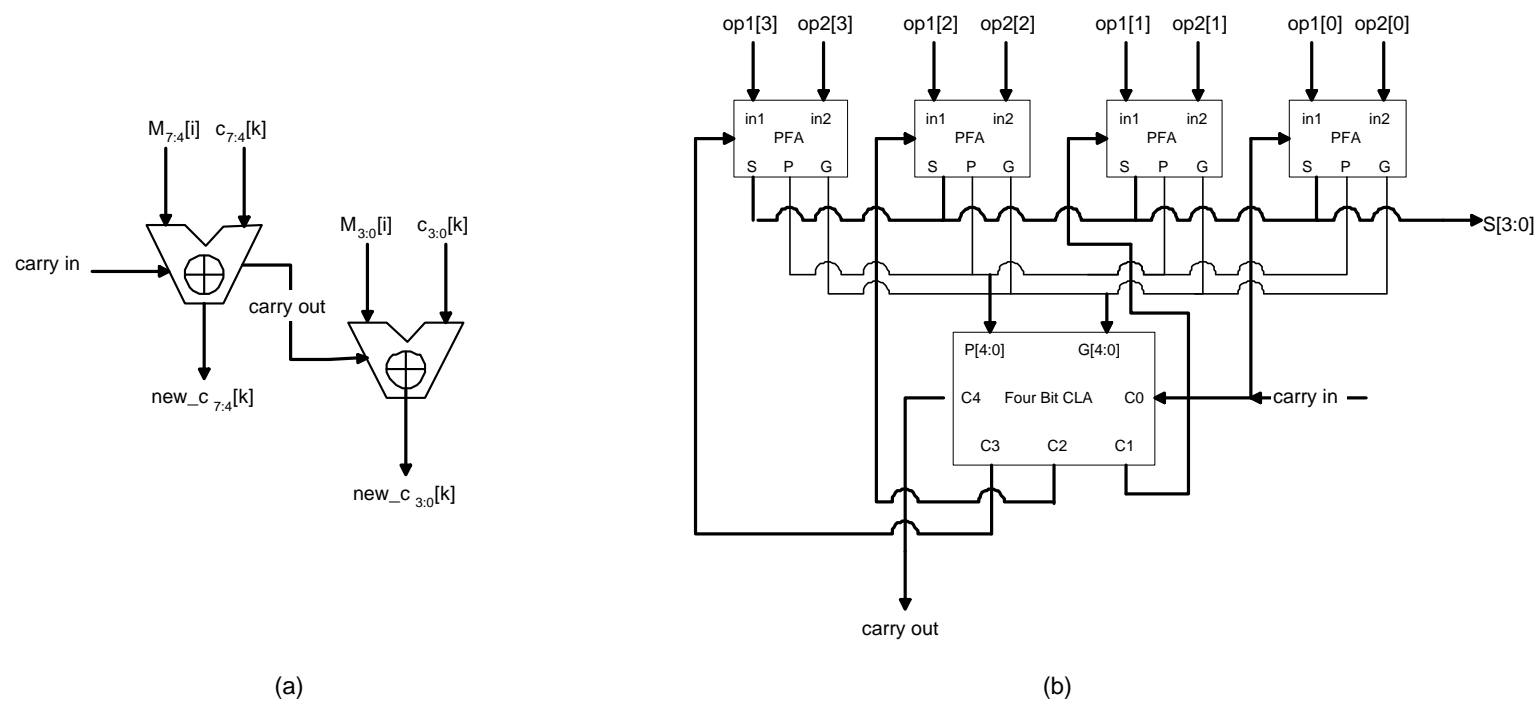 M7:4[i] c7:4[k]
carry in
carry out
new_c 7:4[k]
M3:0[i] c3:0[k]
new_c 3:0[k]
(a)
op1[3] op2[3] op1[2] op2[2] op1[1] op2[1] op1[0] op2[0]
in1 in2 in1 in2 in1 in2 in1 in2
PFA PFA PFA PFA
S P G S P G S P G S P G
S[3:0]
P[4:0] G[4:0]
C4 Four Bit CLA C0 carry in
C3 C2 C1
carry out
(b)